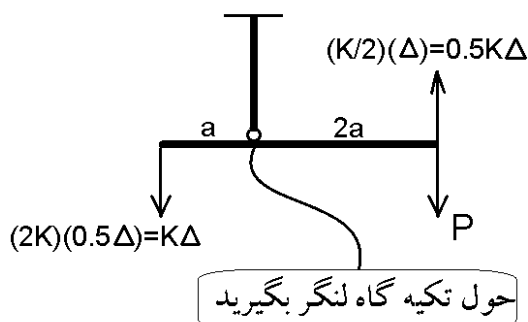 (K/2)(Δ)=0.5KΔ
a
2a
(2K)(0.5Δ)=KΔ
P
حول تکیه گاه لنگر بگیرید